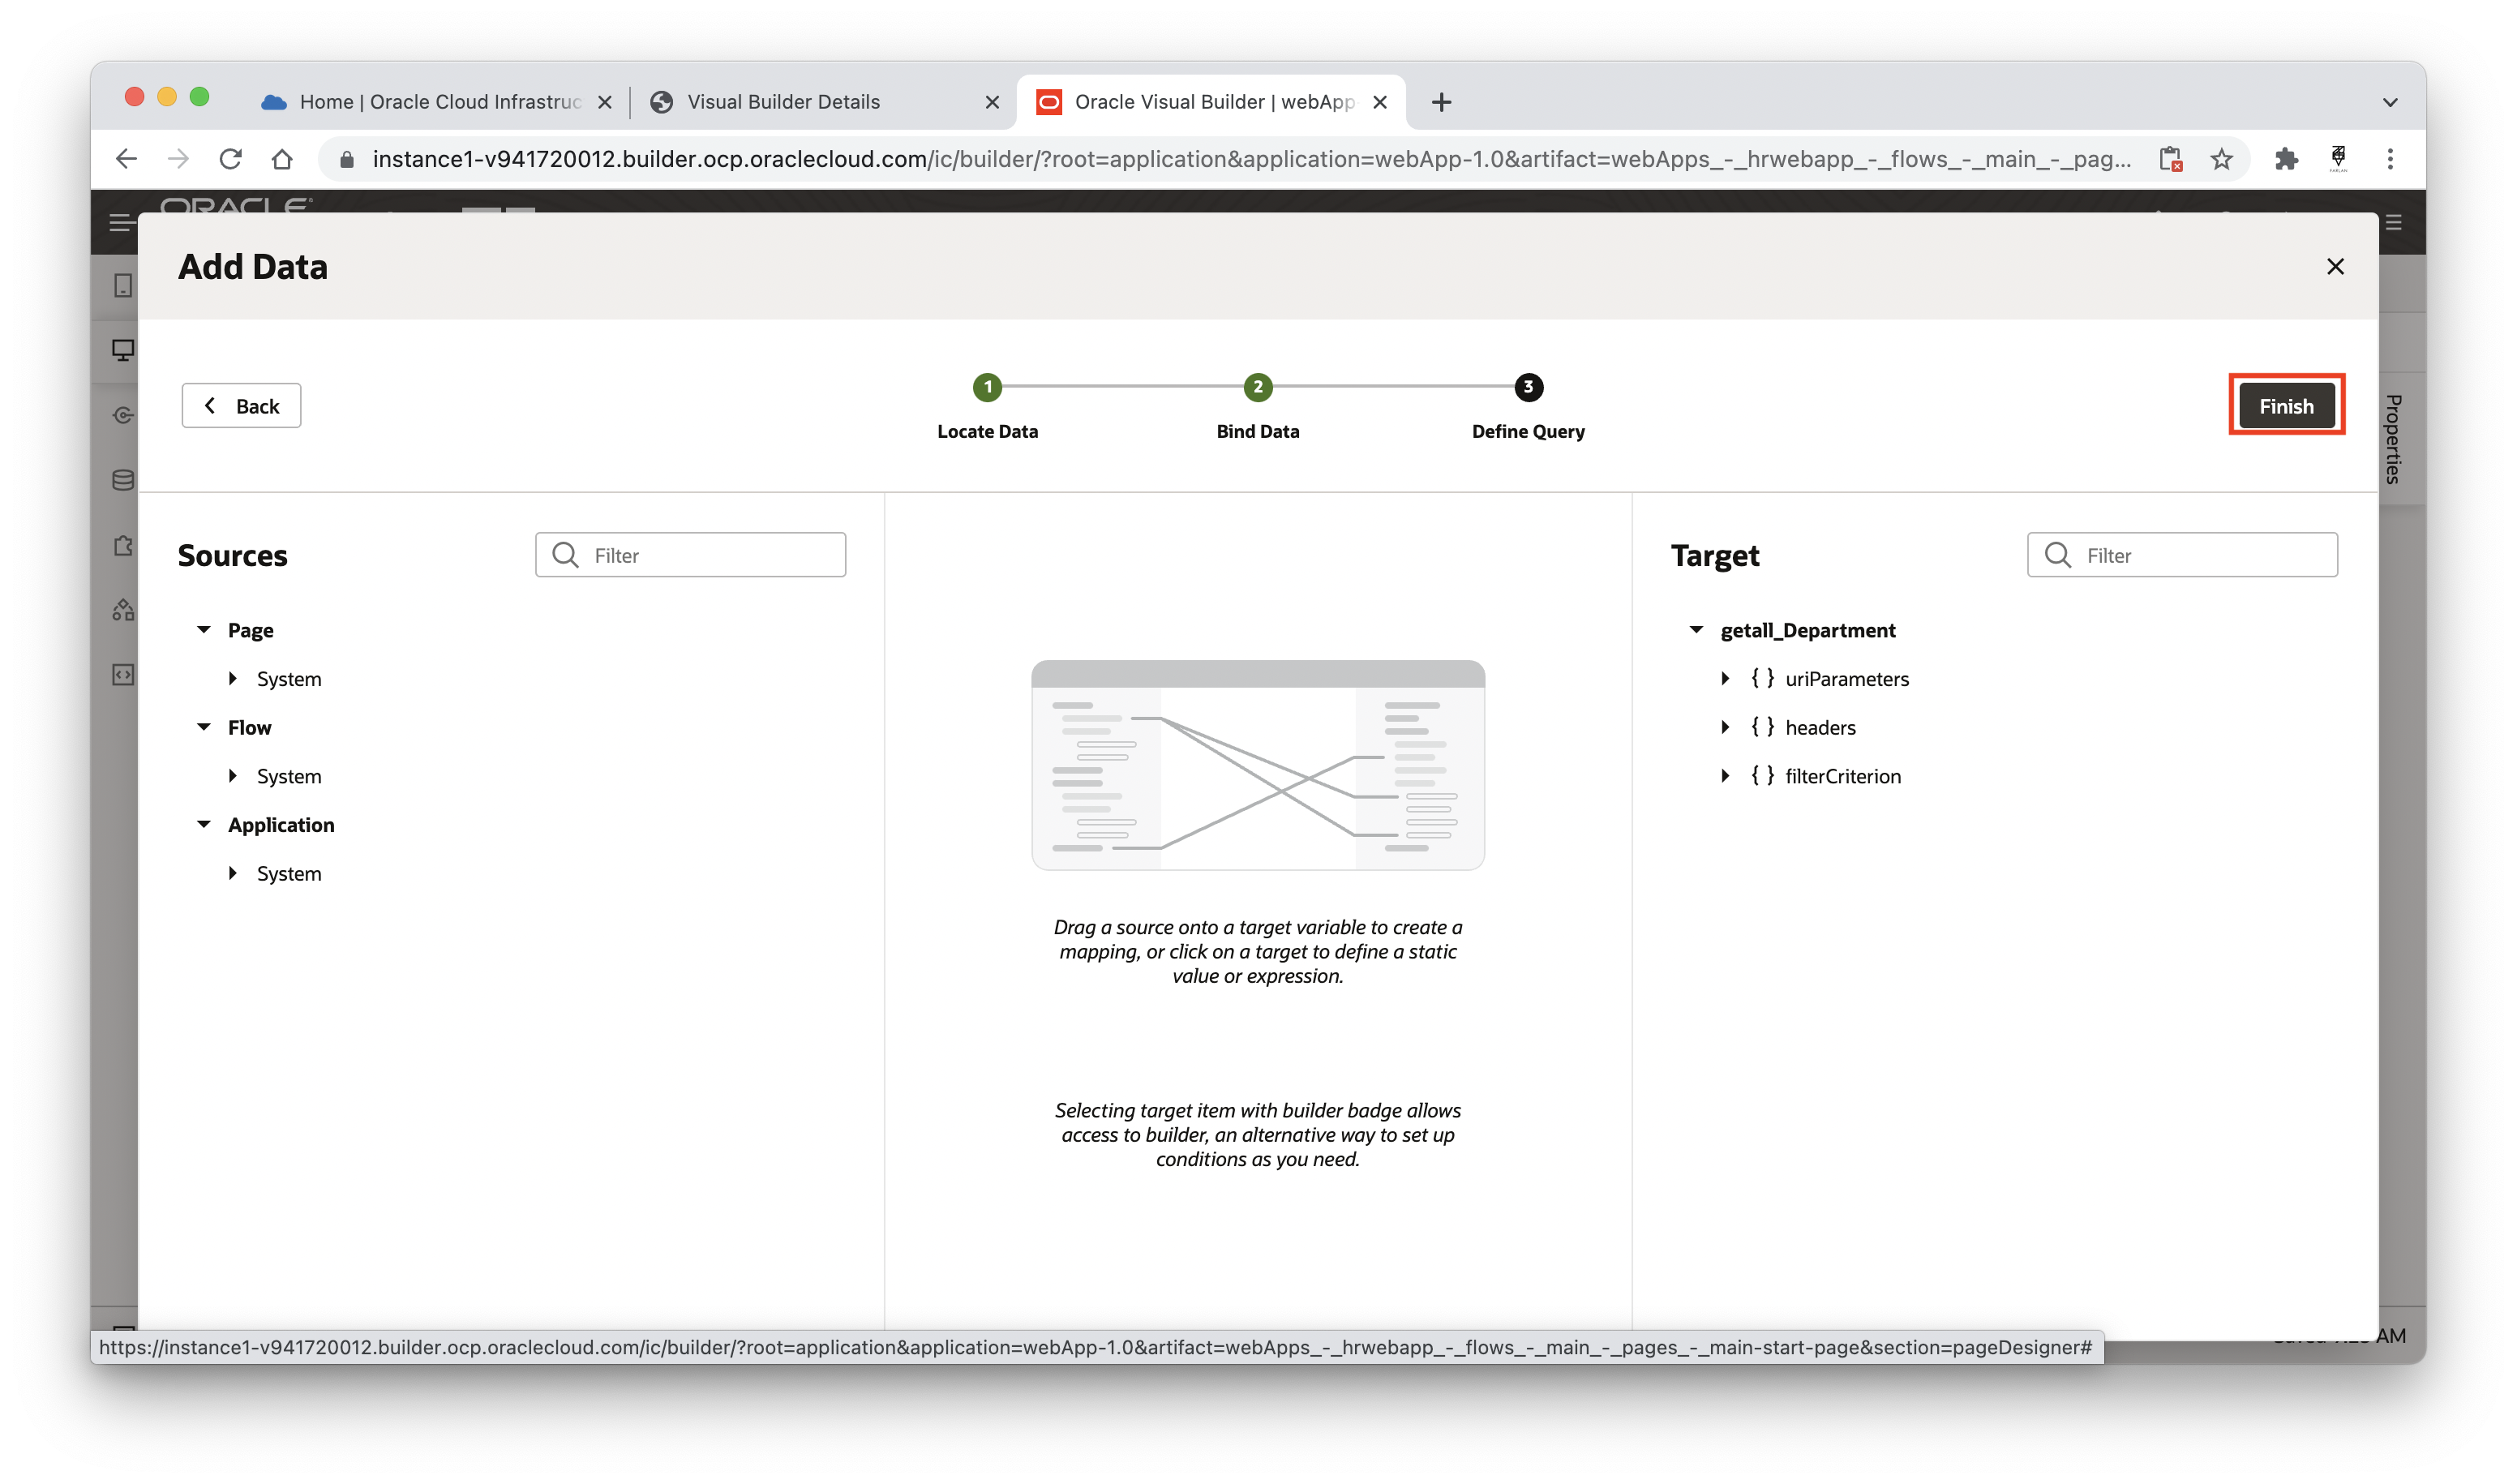 Home | Oracle Cloud Infrastruc
Visual Builder Details
Oracle Visual Builder | webApp
instance1-v941720012.builder.ocp.oraclecloud.com/ic/builder/?root=application&application=webApp-1.0&artifact=webApps_-_hrwebapp_-_flows_-_main_-_pag...
ORACLE
Add Data
Back
1
2
3
Locate Data
Bind Data
Define Query
Finish
Properties
Sources
Filter
Target
Filter
Page
System
Flow
System
Application
System
getall_Department
{ } uriParameters
{ } headers
{ } filterCriterion
Drag a source onto a target variable to create a
mapping, or click on a target to define a static
value or expression.
Selecting target item with builder badge allows
access to builder, an alternative way to set up
conditions as you need.
https://instance1-v941720012.builder.ocp.oraclecloud.com/ic/builder/?root=application&application=webApp-1.0&artifact=webApps_-_hrwebapp_-_flows_-_main_-_pages_-_main-start-page&section=pageDesigner#
AM